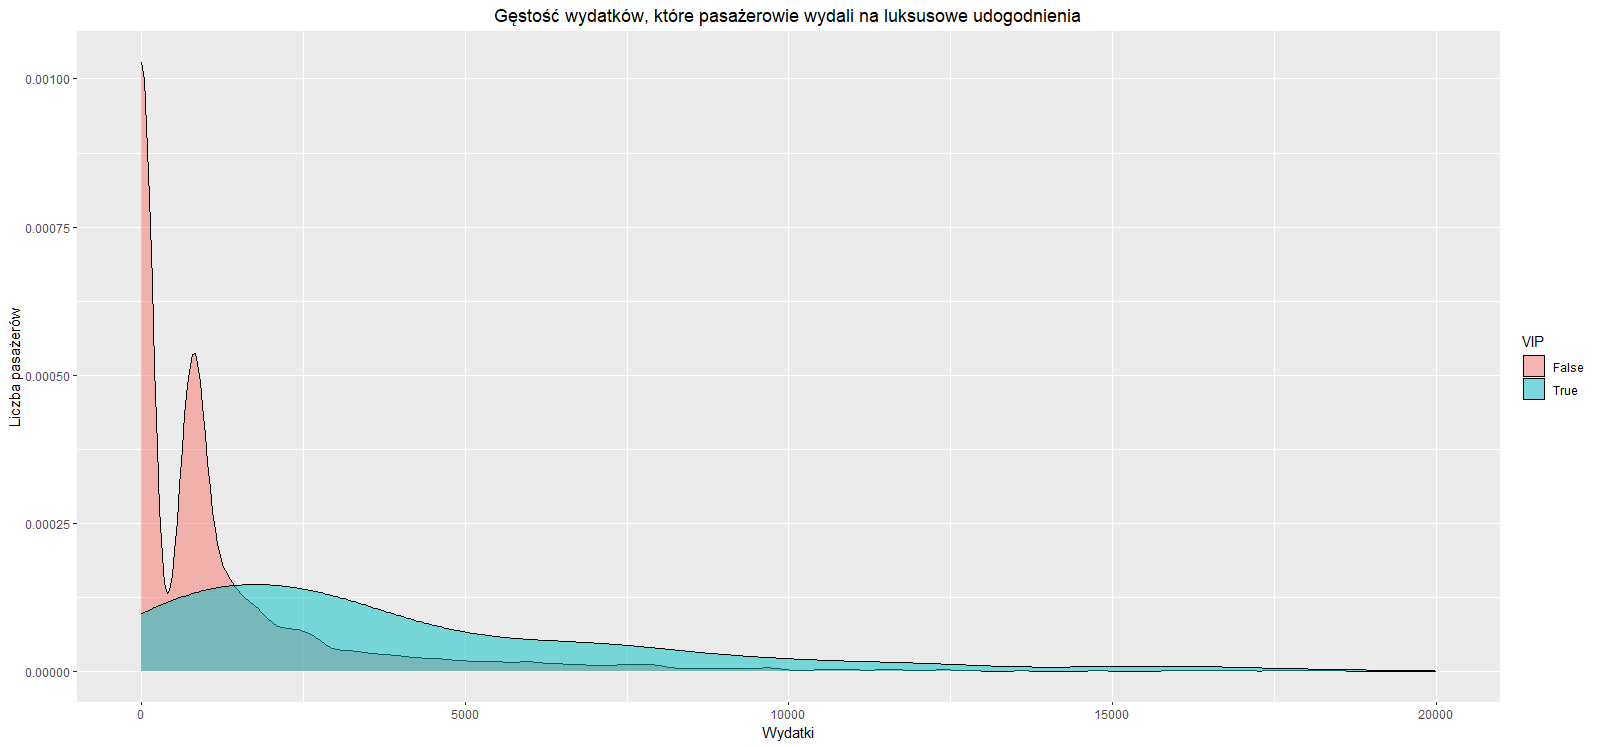 Gęstość wydatków, które pasażerowie wydali na luksusowe udogodnienia
Liczba pasażerów
0.00100
0.00075
0.00050
0.00025
0.00000
0
5000
10000
15000
20000
Wydatki
VIP
False
True